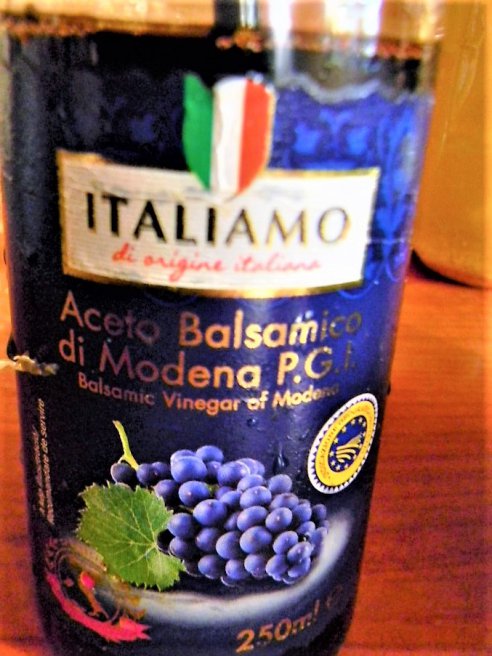 ITALIAMO
di origine italiana
Aceto Balsamico
di Modena P.G.I.
Balsamic Vinegar of Modena
250ml e